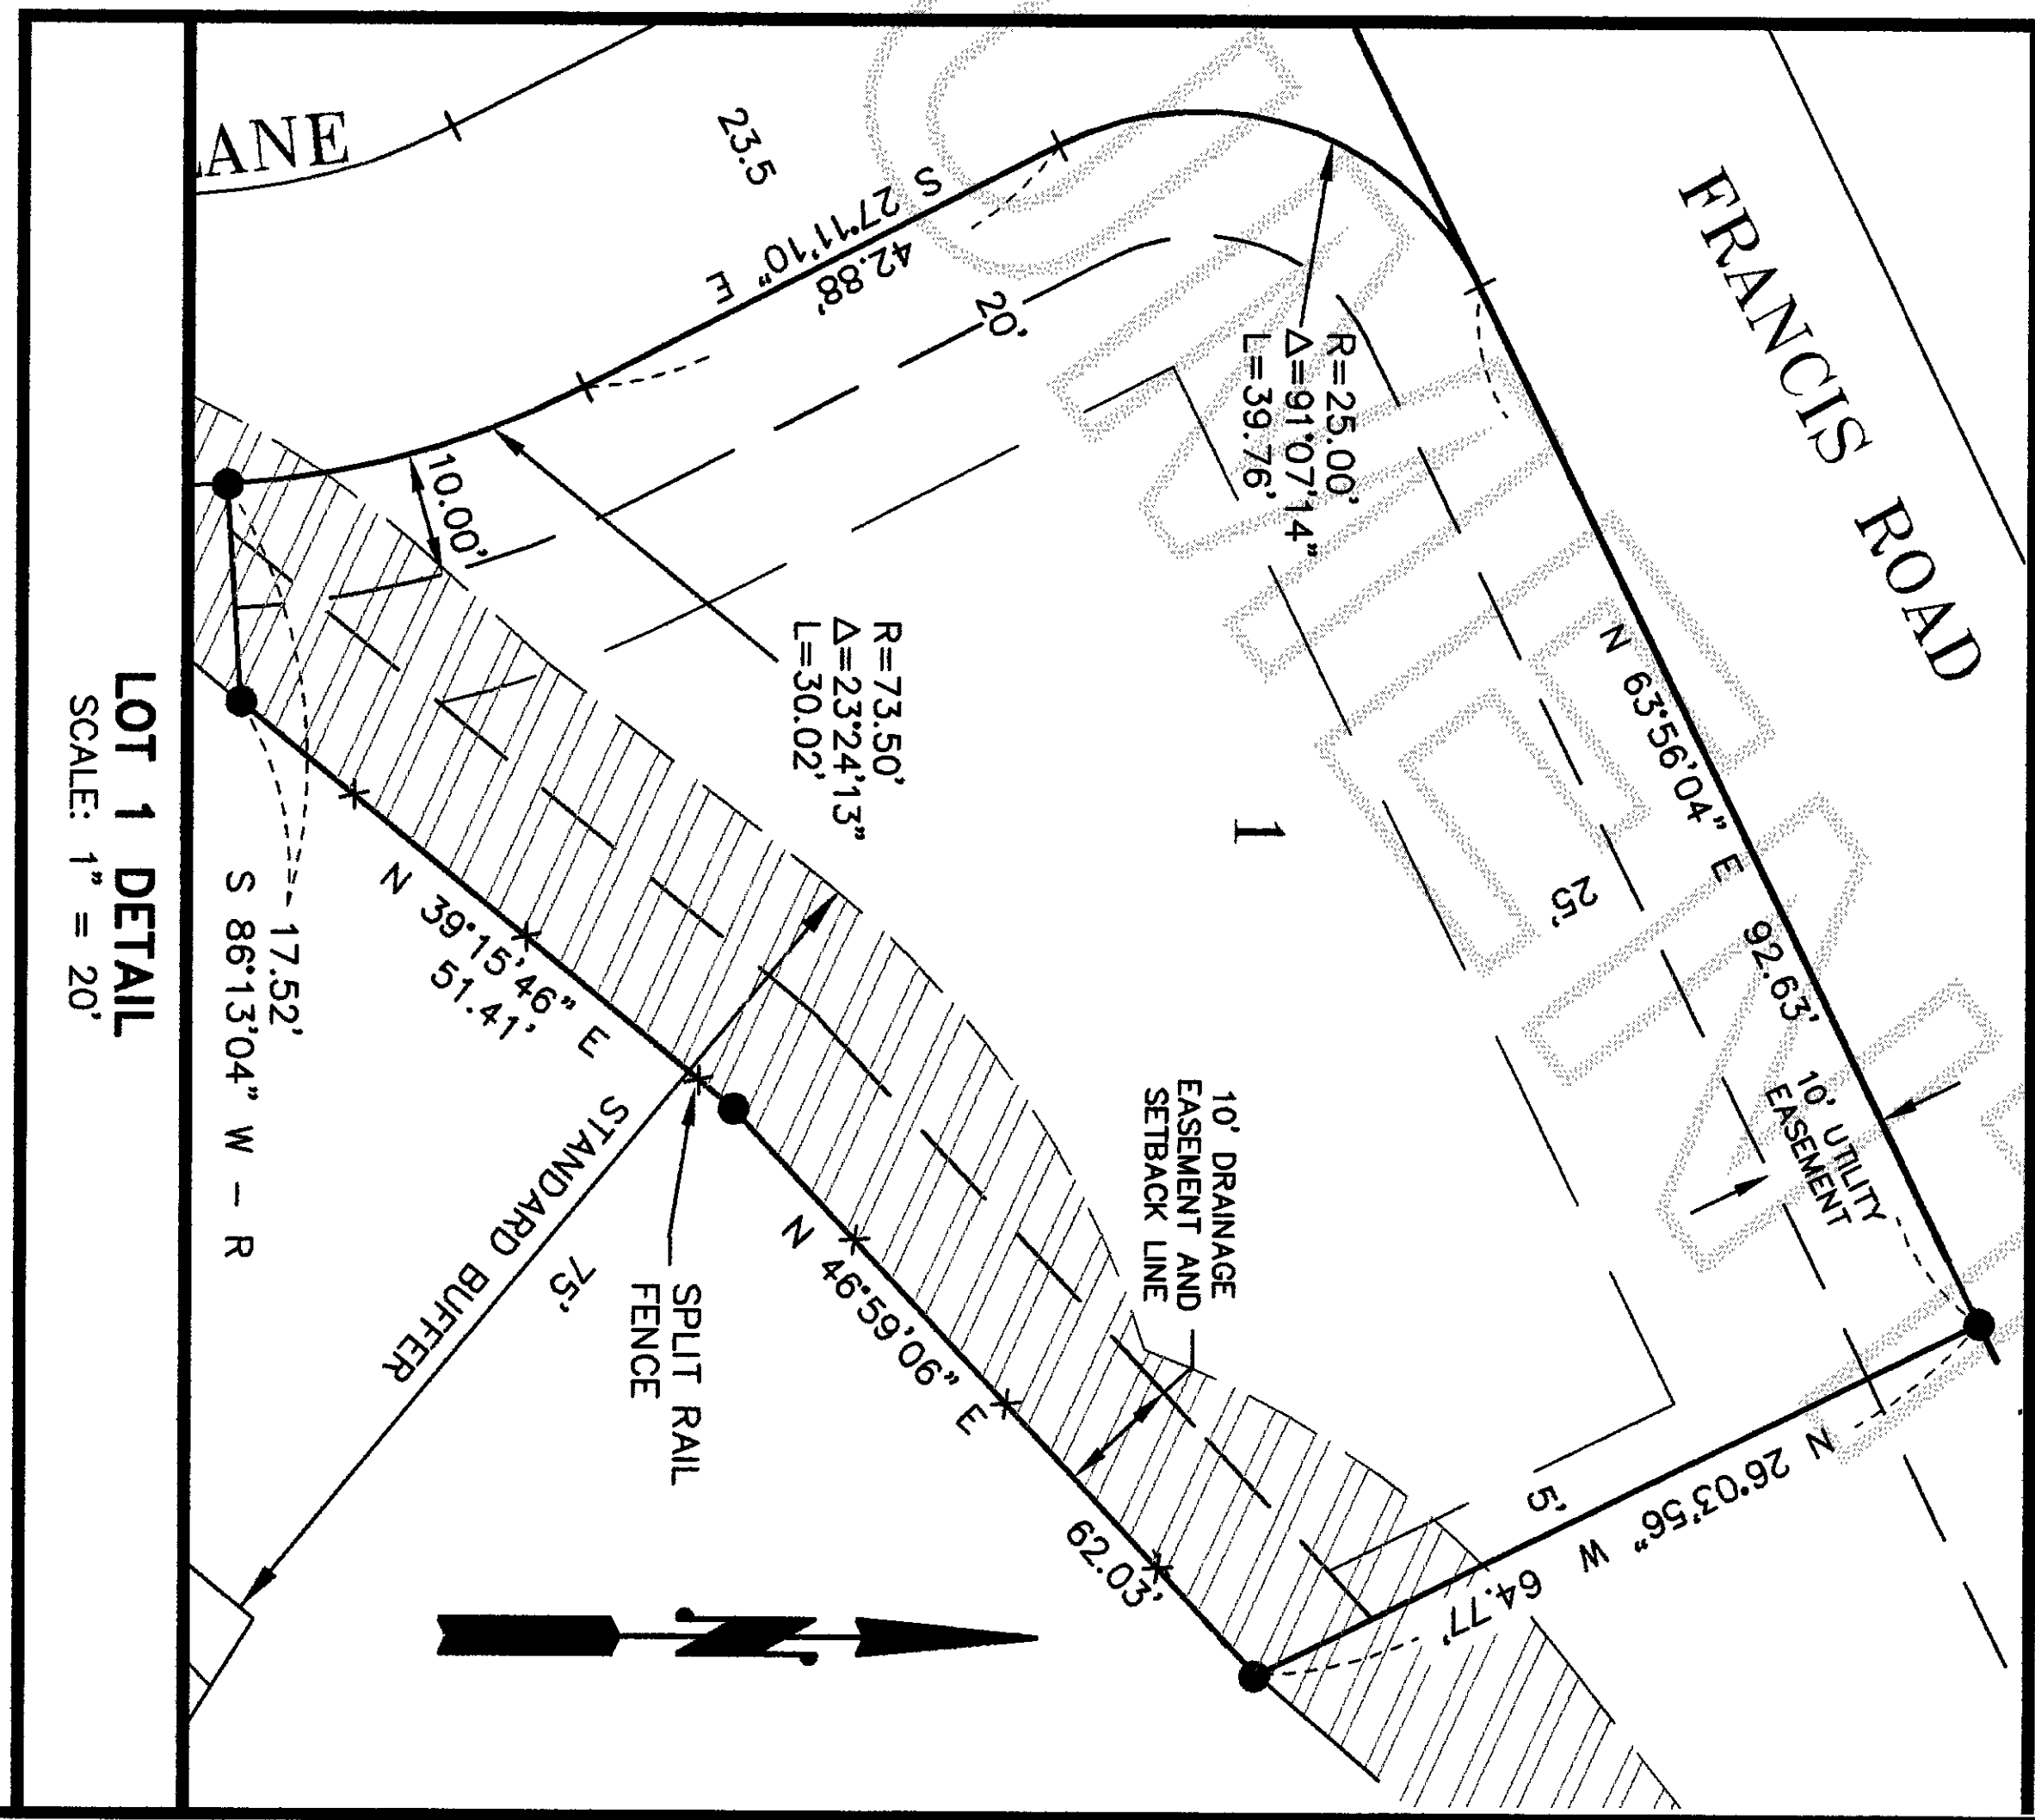 FRANCIS ROAD
N 63°56'04" E 92.63'
10' UTILITY
EASEMENT
25'
R=25.00'
Δ=91°07'14"
L=39.76'
20'
23.5
S 27°11'10" E
42.88'
ANE
1
R=73.50'
Δ=23°24'13"
L=30.02'
10.00'
10' DRAINAGE
EASEMENT AND
SETBACK LINE
5'
N 26°03'56" W 64.77'
N 46°59'06" E 62.03'
SPLIT RAIL
FENCE
75'
STANDARD BUFFER
N 39°15'46" E
51.41'
17.52'
S 86°13'04" W - R
LOT 1 DETAIL
SCALE: 1" = 20'